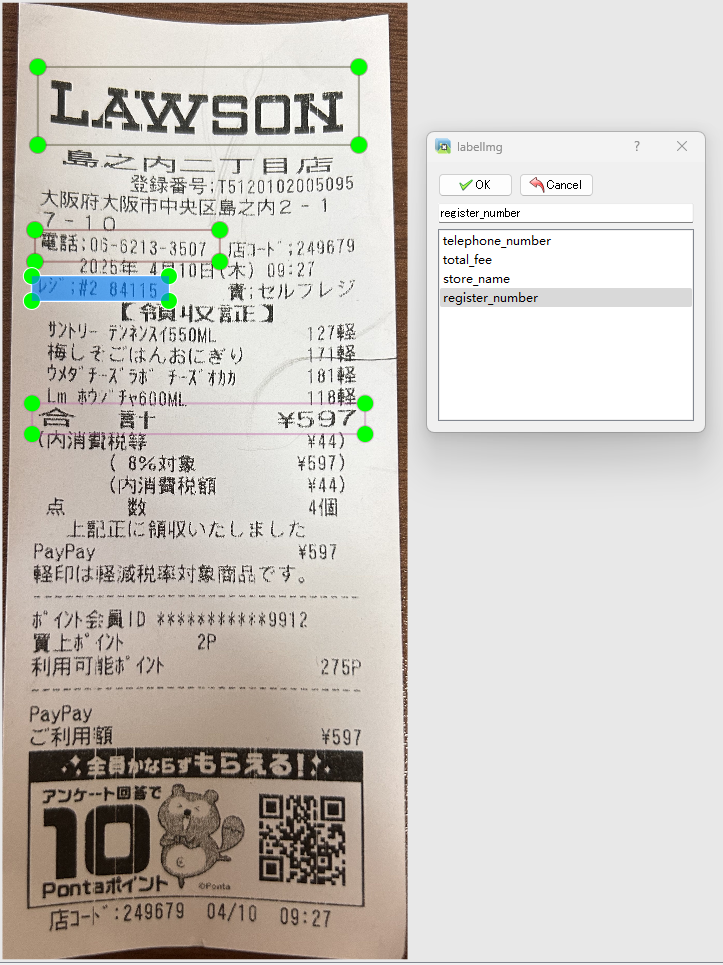 LAWSON
島之内二丁目店
登録番号;T5120102005095
大阪府大阪市中央区島之内2-1
7-10
電話;06-6213-3507 店コード;249679
2025年 4月10日(木) 09:27
レジ;#2 84115 責;セルフレジ
【領収証】
サントリー テンネンスイ550ML 127軽
梅しそごはんおにぎり 171軽
ウメダチーズラボ チーズオカカ 181軽
Lm ホウジチャ600ML 118軽
合 計 ¥597
(内消費税等 ¥44)
( 8%対象 ¥597)
(内消費税額 ¥44)
点 数 4個
上記正に領収いたしました
PayPay ¥597
軽印は軽減税率対象商品です。
ポイント会員ID ***********9912
買上ポイント 2P
利用可能ポイント 275P
PayPay
ご利用額 ¥597
全員かならずもらえる!
アンケート回答で
10
Pontaポイント
©Ponta
店コード:249679 04/10 09:27
labelImg
? ×
OK Cancel
register_number
telephone_number
total_fee
store_name
register_number